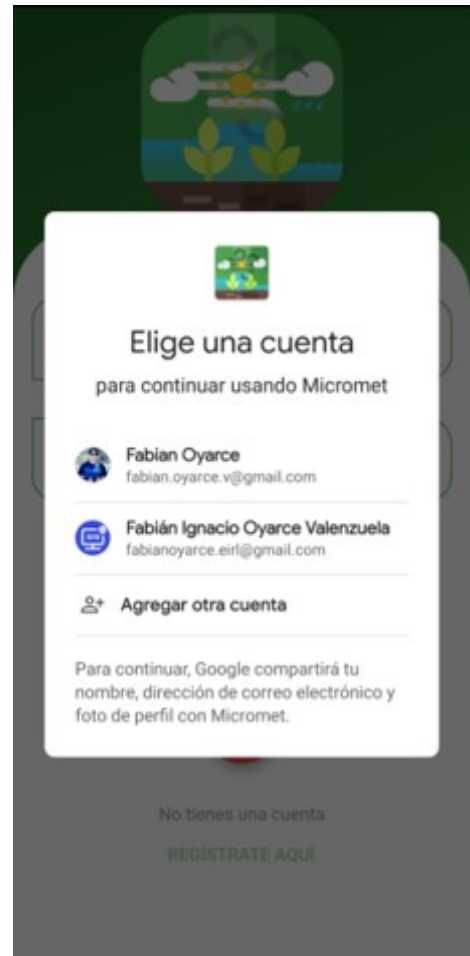 Elige una cuenta
para continuar usando Micromet
Fabian Oyarce
fabian.oyarce.v@gmail.com
Fabián Ignacio Oyarce Valenzuela
fabianoyarce.eirl@gmail.com
Agregar otra cuenta
Para continuar, Google compartirá tu
nombre, dirección de correo electrónico y
foto de perfil con Micromet.
No tienes una cuenta
REGÍSTRATE AQUÍ